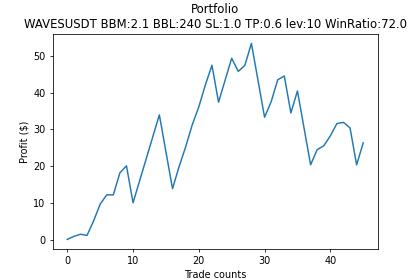 Portfolio
WAVESUSDT BBM:2.1 BBL:240 SL:1.0 TP:0.6 lev:10 WinRatio:72.0
50
40
30
20
10
0
Profit ($)
0 10 20 30 40
Trade counts